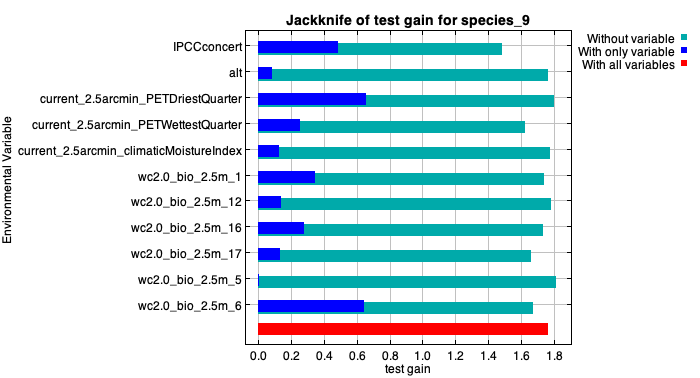 Jackknife of test gain for species_9
Without variable
With only variable
With all variables
Environmental Variable
IPCCconcert
alt
current_2.5arcmin_PETDriestQuarter
current_2.5arcmin_PETWettestQuarter
current_2.5arcmin_climaticMoistureIndex
wc2.0_bio_2.5m_1
wc2.0_bio_2.5m_12
wc2.0_bio_2.5m_16
wc2.0_bio_2.5m_17
wc2.0_bio_2.5m_5
wc2.0_bio_2.5m_6
0.0 0.2 0.4 0.6 0.8 1.0 1.2 1.4 1.6 1.8
test gain